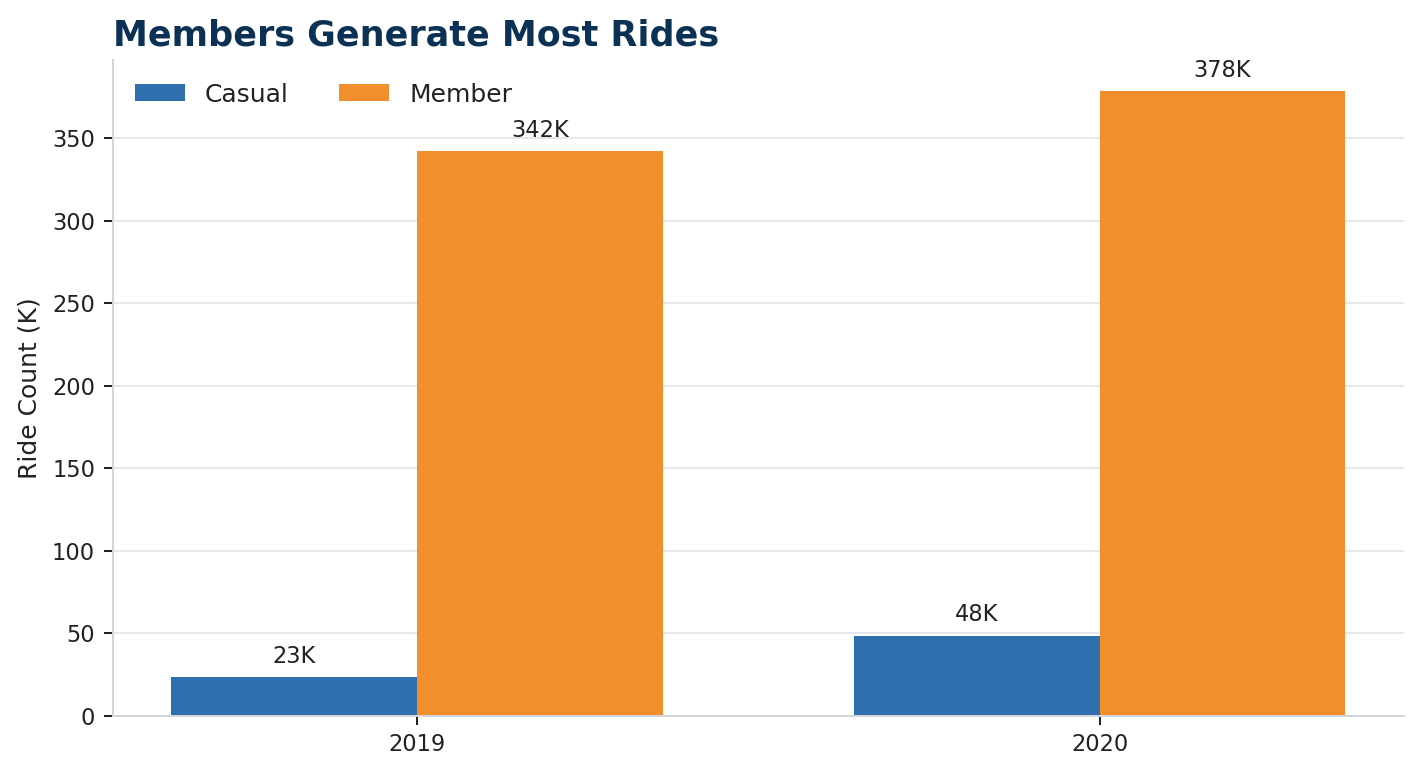 Members Generate Most Rides
Casual
Member
342K
378K
23K
48K
350
300
250
200
150
100
50
0
Ride Count (K)
2019
2020